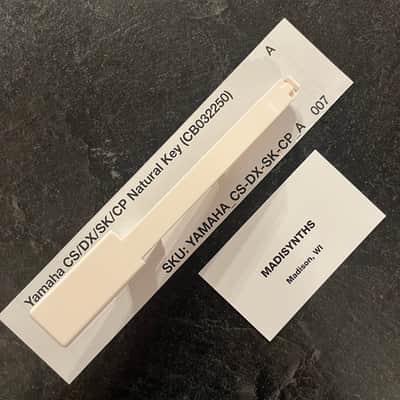 Yamaha CS/DX/SK/CP Natural Key (CB032250)
A
SKU: YAMAHA_CS-DX-SK-CP_A
007
MADISYNTHS
Madison, WI